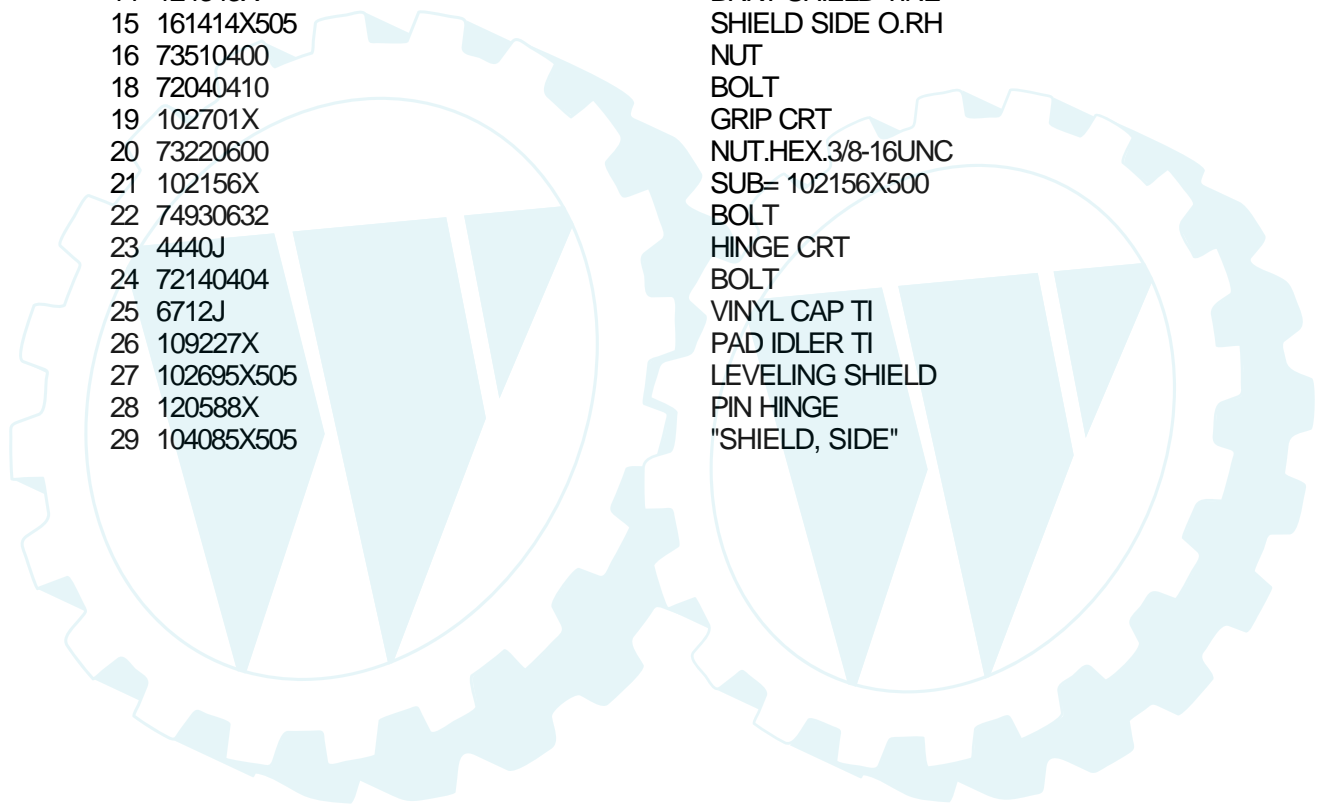 15 161414X505 SHIELD SIDE O.RH
16 73510400 NUT
18 72040410 BOLT
19 102701X GRIP CRT
20 73220600 NUT.HEX.3/8-16UNC
21 102156X SUB= 102156X500
22 74930632 BOLT
23 4440J HINGE CRT
24 72140404 BOLT
25 6712J VINYL CAP TI
26 109227X PAD IDLER TI
27 102695X505 LEVELING SHIELD
28 120588X PIN HINGE
29 104085X505 "SHIELD, SIDE"